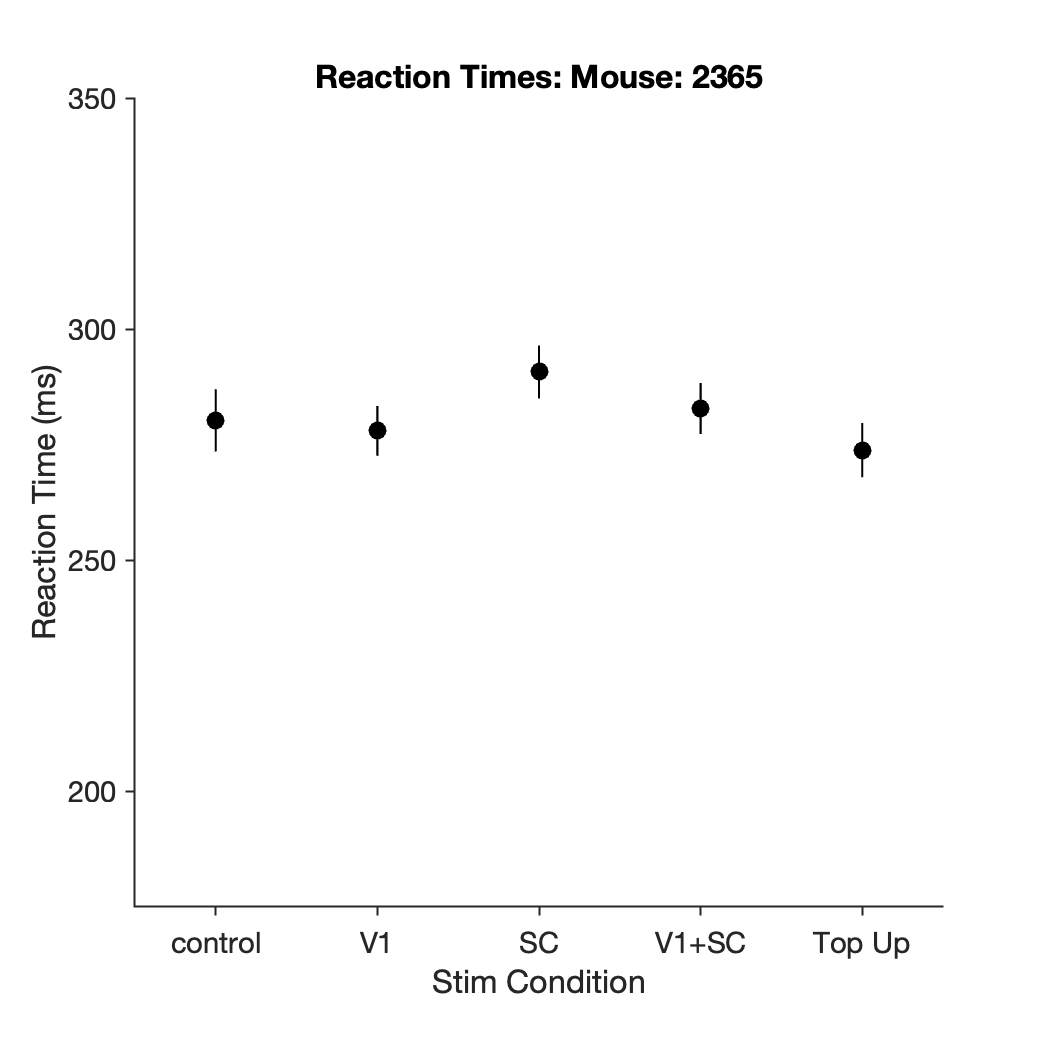 Reaction Times: Mouse: 2365
350
300
250
200
Reaction Time (ms)
control V1 SC V1+SC Top Up
Stim Condition